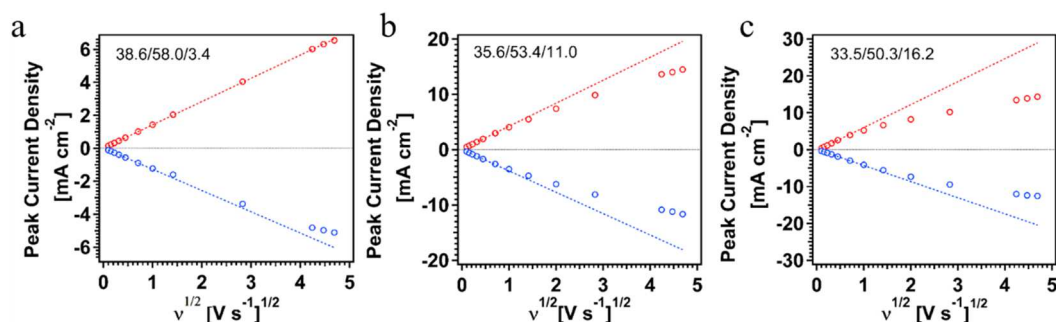 a
38.6/58.0/3.4
Peak Current Density
[mA cm⁻²]
6
4
2
0
-2
-4
-6
0 1 2 3 4 5
ν^1/2 [V s⁻¹]^1/2
b
35.6/53.4/11.0
Peak Current Density
[mA cm⁻²]
20
10
0
-10
-20
0 1 2 3 4 5
ν^1/2 [V s⁻¹]^1/2
c
33.5/50.3/16.2
Peak Current Density
[mA cm⁻²]
30
20
10
0
-10
-20
-30
0 1 2 3 4 5
ν^1/2 [V s⁻¹]^1/2